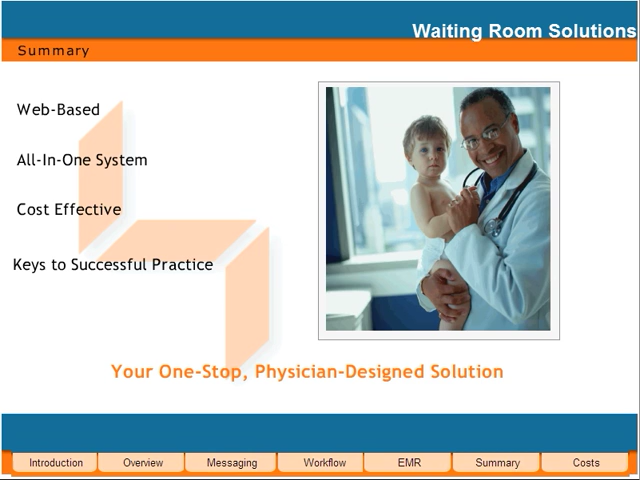 Waiting Room Solutions
Summary
Web-Based
All-In-One System
Cost Effective
Keys to Successful Practice
Your One-Stop, Physician-Designed Solution
Introduction
Overview
Messaging
Workflow
EMR
Summary
Costs